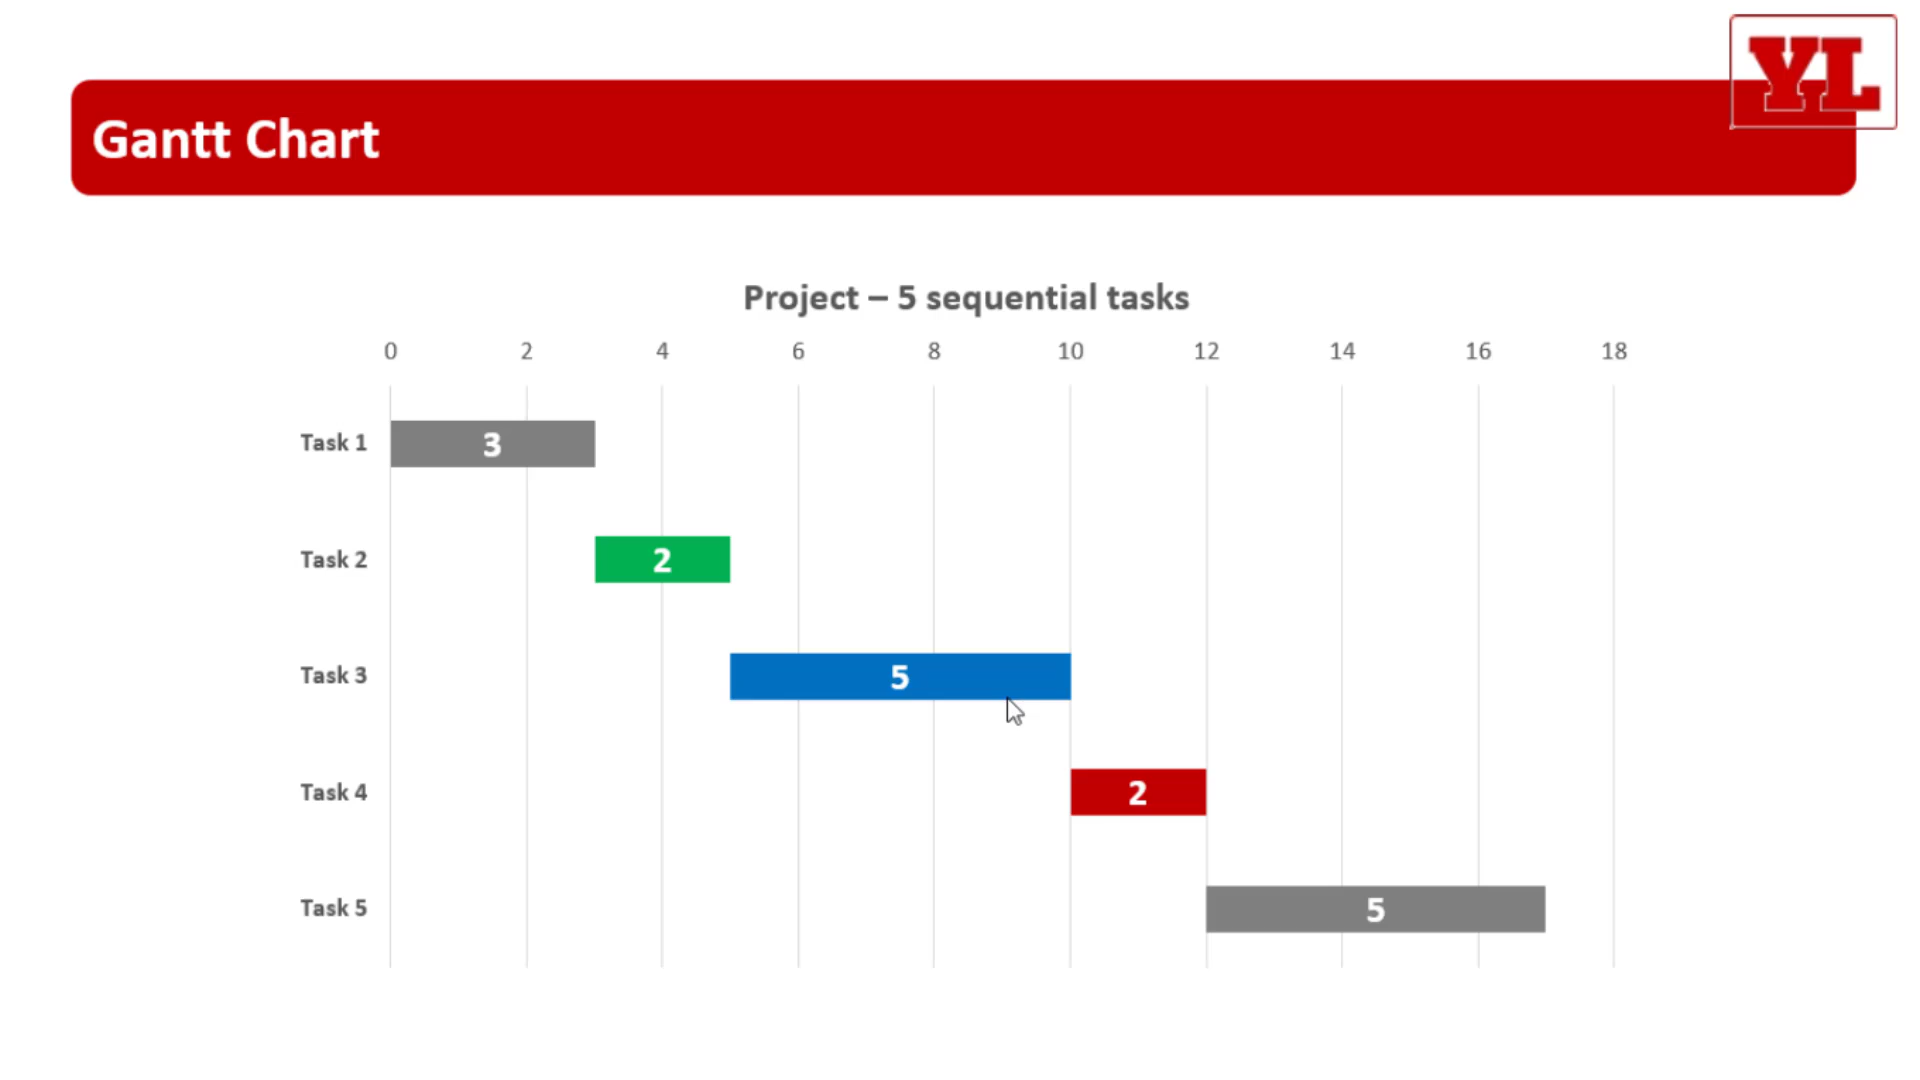 YL
Gantt Chart
Project – 5 sequential tasks
0 2 4 6 8 10 12 14 16 18
Task 1 3
Task 2 2
Task 3 5
Task 4 2
Task 5 5